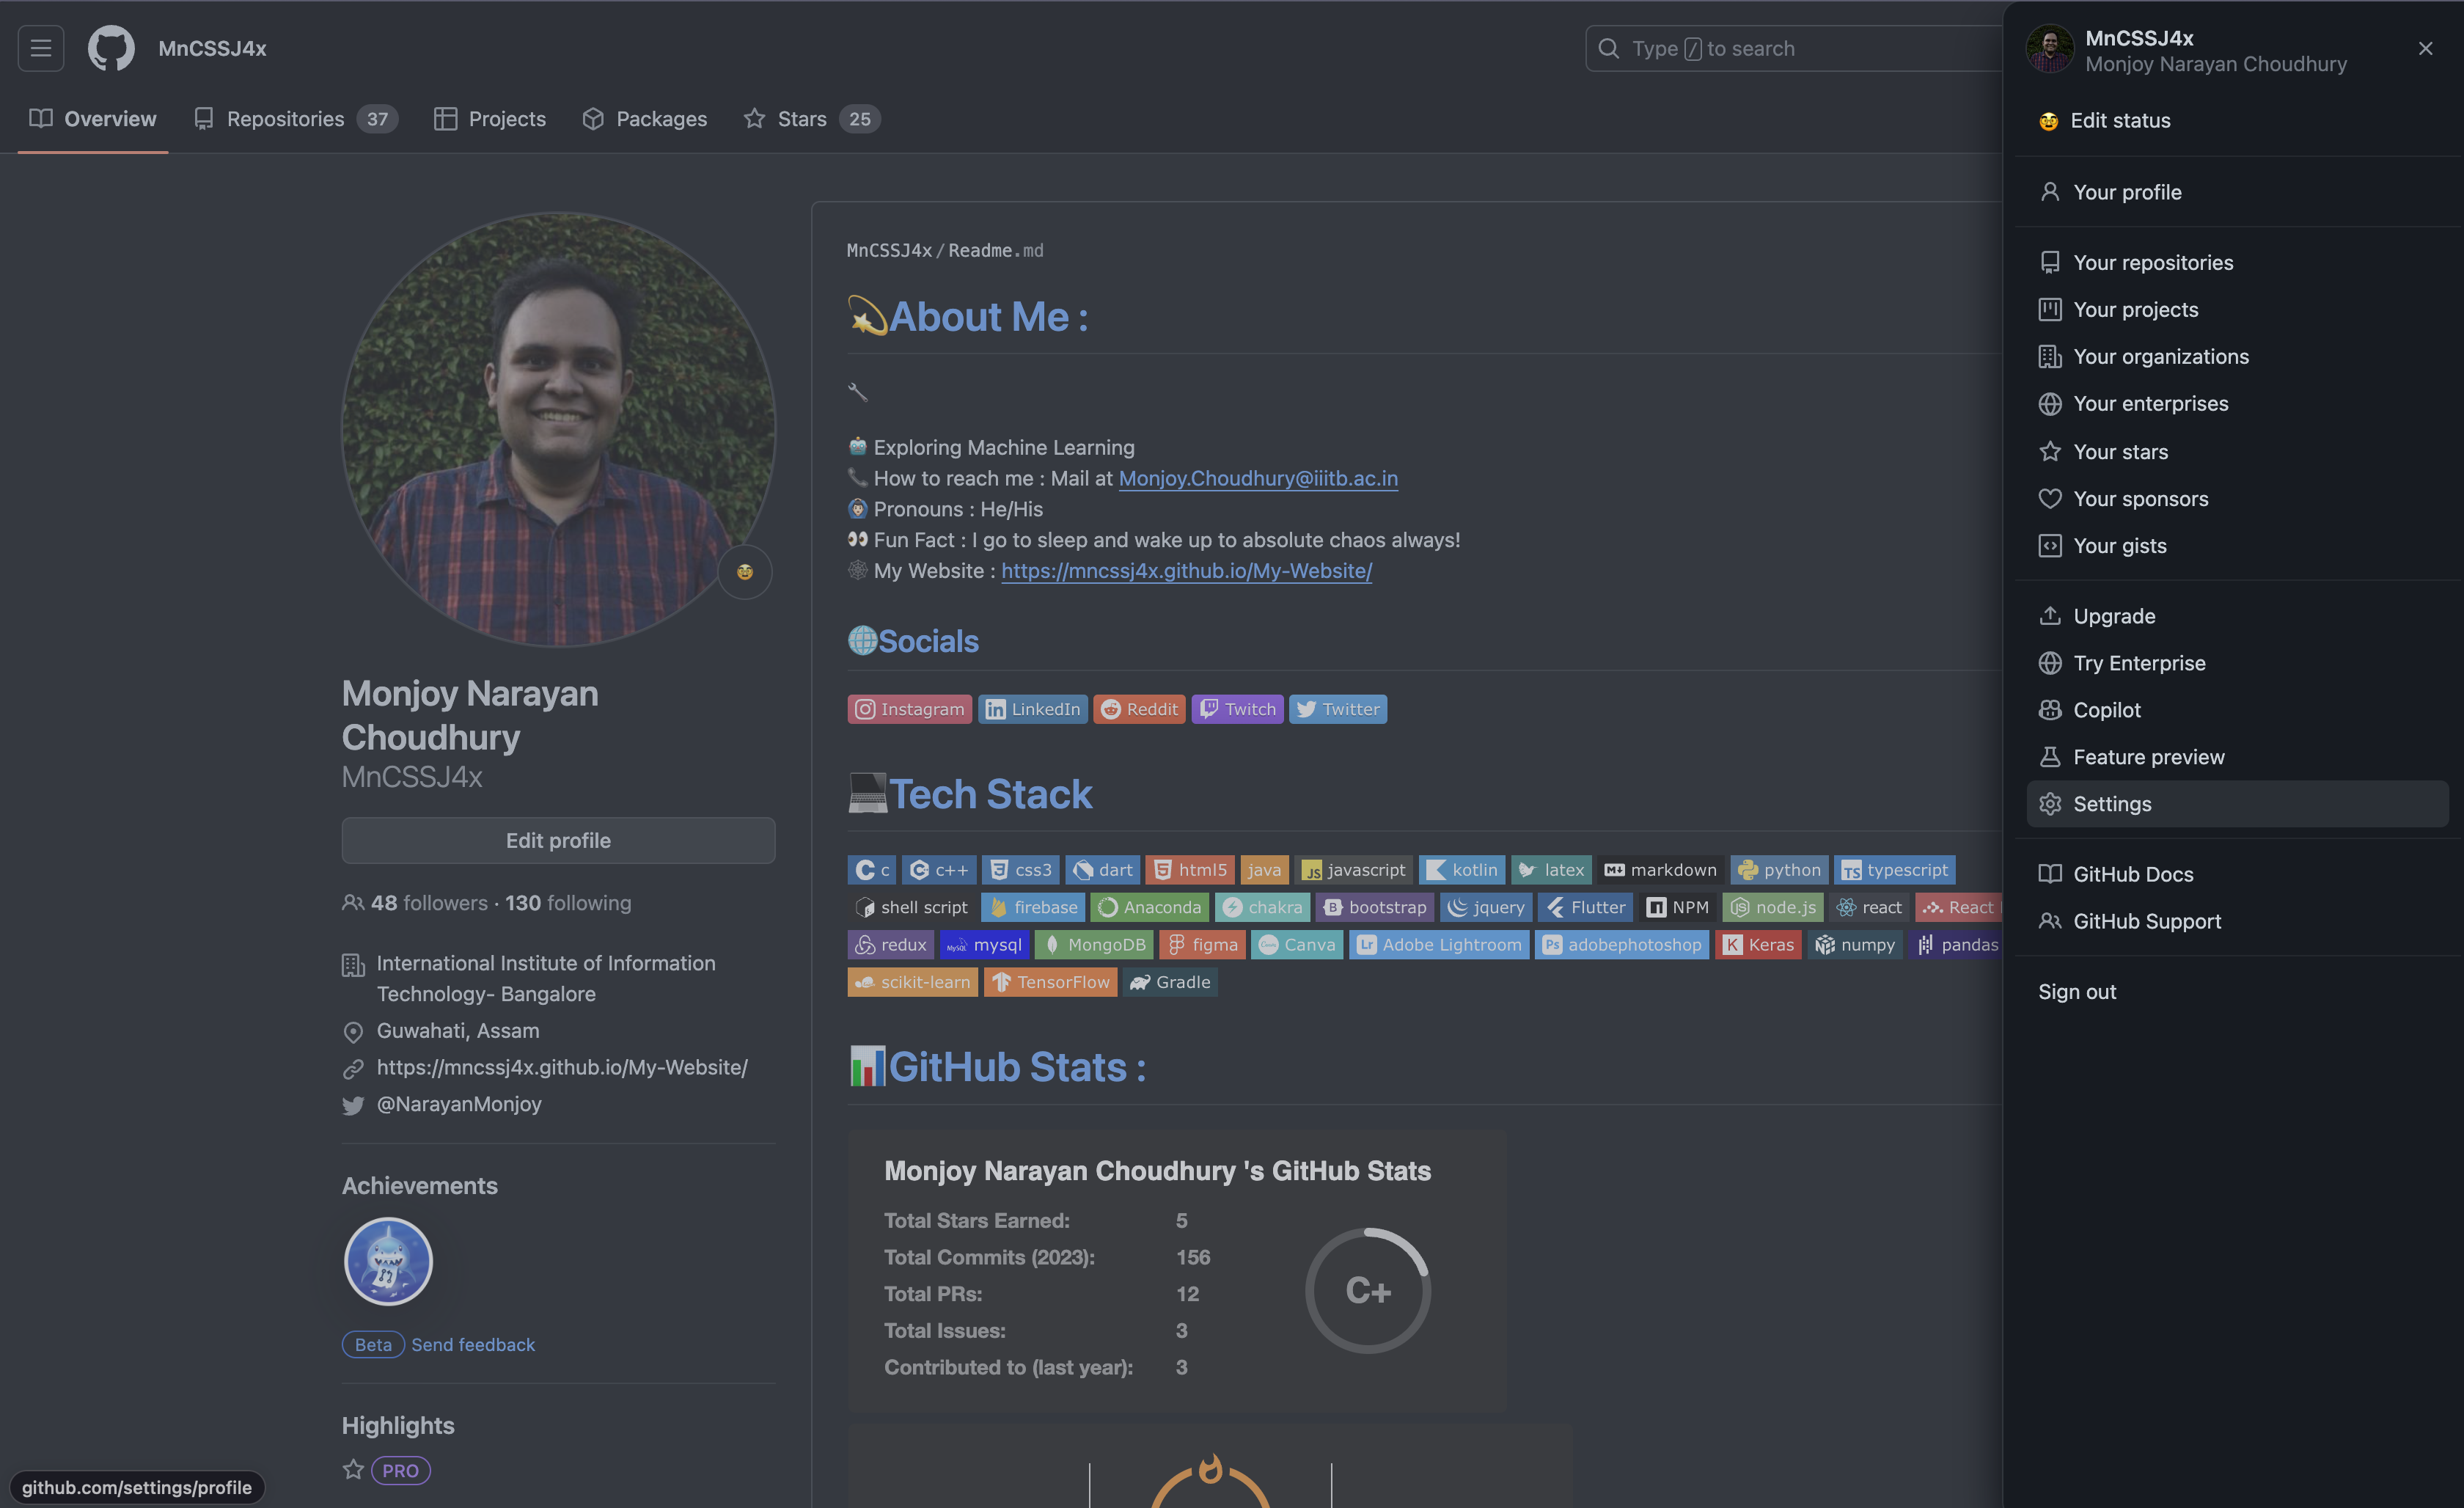 MnCSSJ4x
Type / to search
Overview
Repositories 37
Projects
Packages
Stars 25
MnCSSJ4x/Readme.md
About Me :
Exploring Machine Learning
How to reach me : Mail at Monjoy.Choudhury@iiitb.ac.in
Pronouns : He/His
Fun Fact : I go to sleep and wake up to absolute chaos always!
My Website : https://mncssj4x.github.io/My-Website/
Socials
Instagram LinkedIn Reddit Twitch Twitter
Tech Stack
C c c++ css3 dart html5 java JS javascript kotlin latex markdown python TS typescript
shell script firebase Anaconda chakra B bootstrap jquery Flutter NPM node.js react React
redux MySQL mysql MongoDB figma Canva Canva Lr Adobe Lightroom Ps adobephotoshop K Keras numpy pandas
scikit-learn TensorFlow Gradle
GitHub Stats :
Monjoy Narayan Choudhury 's GitHub Stats
Total Stars Earned: 5
Total Commits (2023): 156
Total PRs: 12
Total Issues: 3
Contributed to (last year): 3
C+
Monjoy Narayan
Choudhury
MnCSSJ4x
Edit profile
48 followers · 130 following
International Institute of Information
Technology- Bangalore
Guwahati, Assam
https://mncssj4x.github.io/My-Website/
@NarayanMonjoy
Achievements
Beta Send feedback
Highlights
PRO
github.com/settings/profile
MnCSSJ4x
Monjoy Narayan Choudhury
Edit status
Your profile
Your repositories
Your projects
Your organizations
Your enterprises
Your stars
Your sponsors
Your gists
Upgrade
Try Enterprise
Copilot
Feature preview
Settings
GitHub Docs
GitHub Support
Sign out